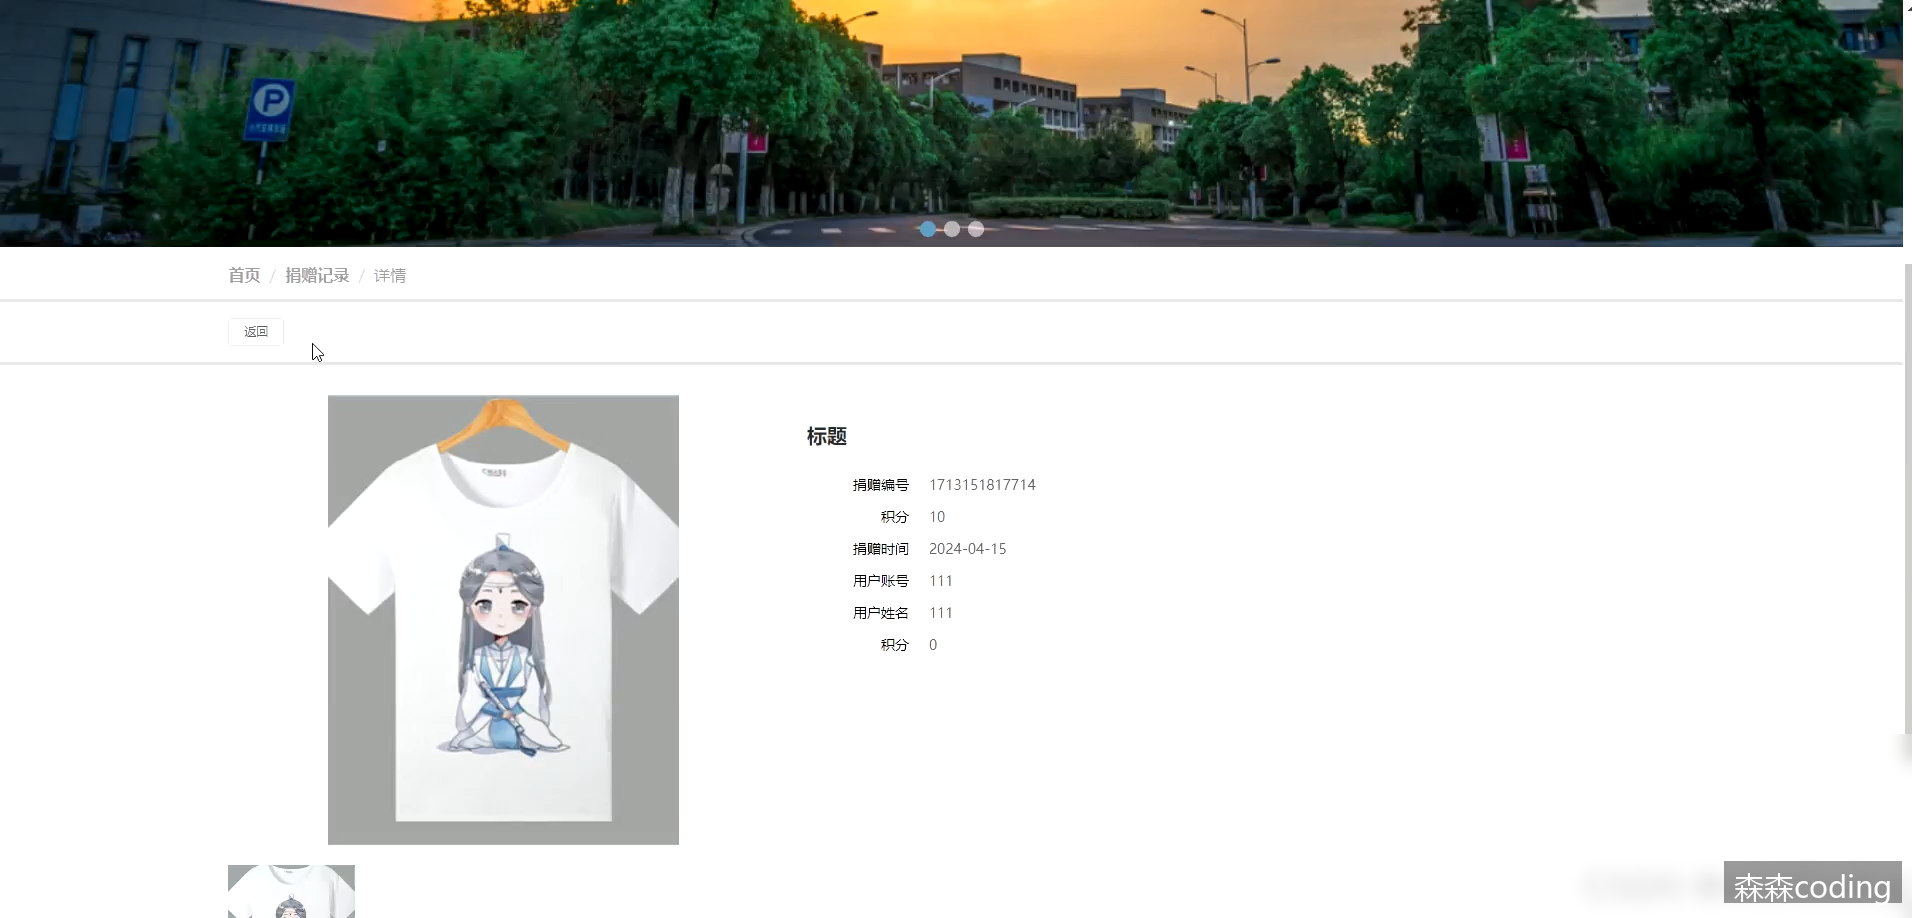 P
首页 / 捐赠记录 / 详情
返回
标题
捐赠编号 1713151817714
积分 10
捐赠时间 2024-04-15
用户账号 111
用户姓名 111
积分 0
森森coding